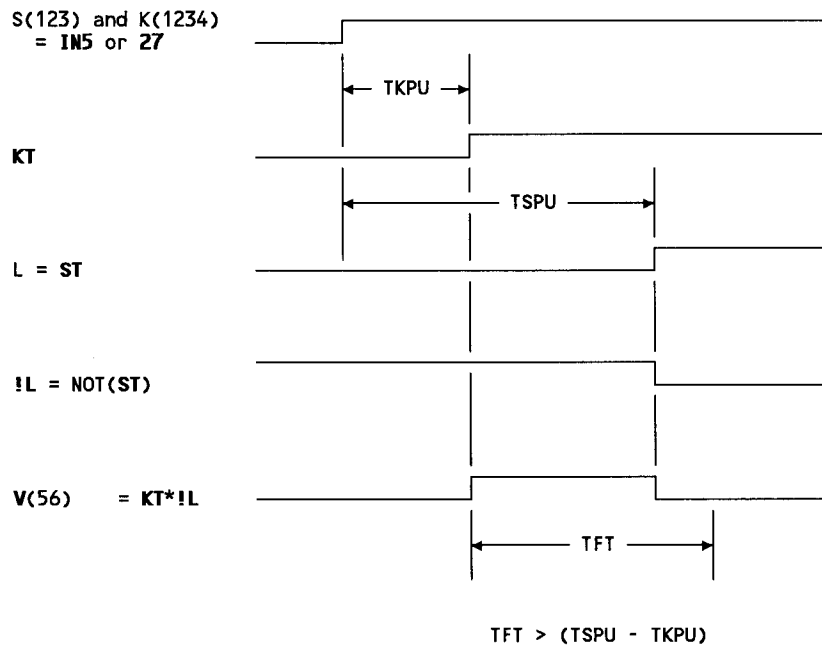 S(123) and K(1234)
= IN5 or 27
TKPU
KT
TSPU
L = ST
!L = NOT(ST)
V(56) = KT*!L
TFT
TFT > (TSPU - TKPU)